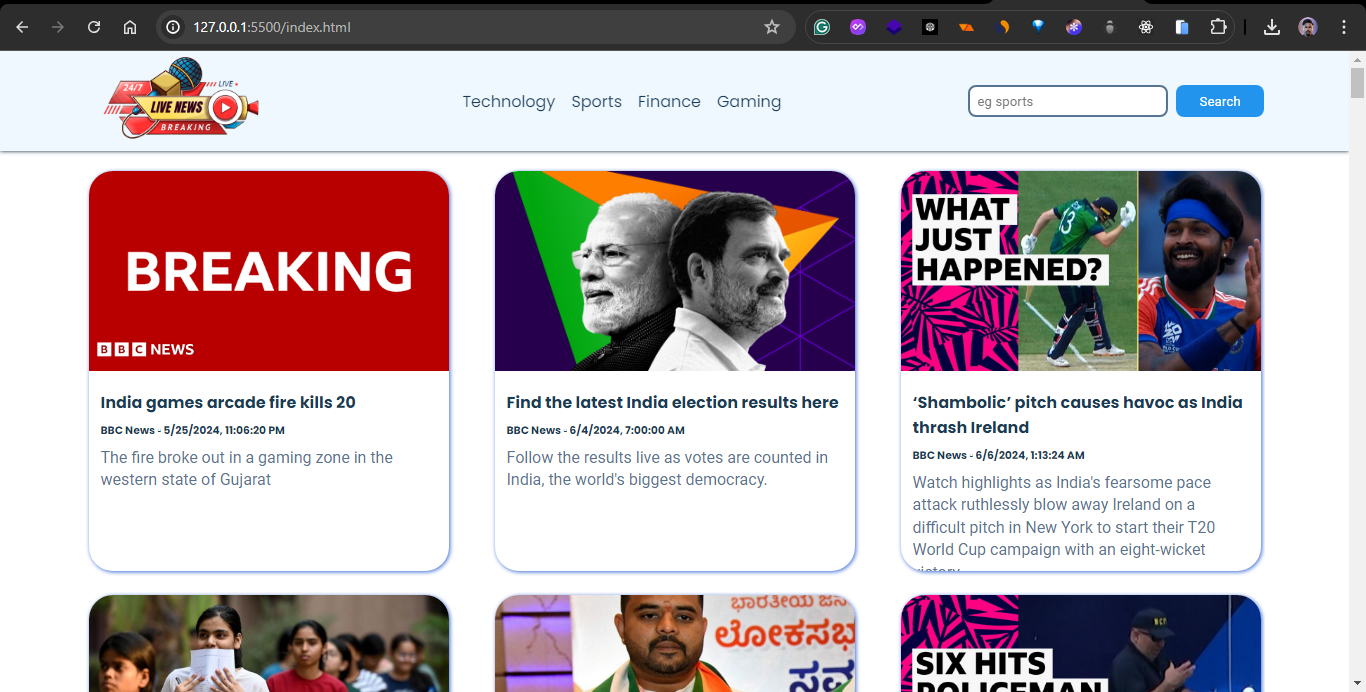 127.0.0.1:5500/index.html
24/7
LIVE
LIVE NEWS
BREAKING
Technology Sports Finance Gaming
eg sports
Search
BREAKING
BBC NEWS
WHAT
JUST
HAPPENED?
13
India games arcade fire kills 20
BBC News - 5/25/2024, 11:06:20 PM
The fire broke out in a gaming zone in the
western state of Gujarat
Find the latest India election results here
BBC News - 6/4/2024, 7:00:00 AM
Follow the results live as votes are counted in
India, the world's biggest democracy.
‘Shambolic’ pitch causes havoc as India
thrash Ireland
BBC News - 6/6/2024, 1:13:24 AM
Watch highlights as India's fearsome pace
attack ruthlessly blow away Ireland on a
difficult pitch in New York to start their T20
World Cup campaign with an eight-wicket
victory
ಭಾರತೀಯ ಜನ
ಲೋಕಸಭ
ಸವ
SIX HITS
POLICEMAN